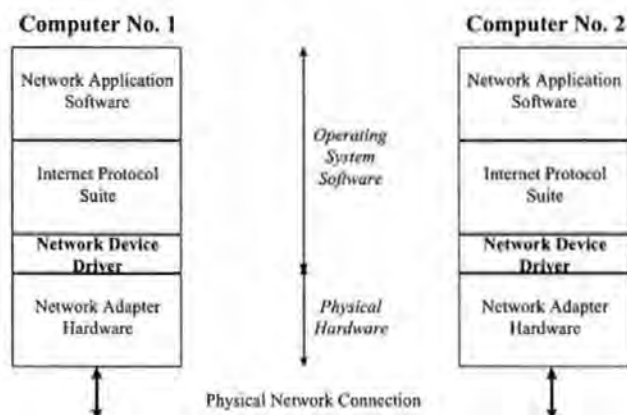 Computer No. 1
Network Application
Software
Internet Protocol
Suite
Network Device
Driver
Network Adapter
Hardware
Operating
System
Software
Physical
Hardware
Physical Network Connection
Computer No. 2
Network Application
Software
Internet Protocol
Suite
Network Device
Driver
Network Adapter
Hardware